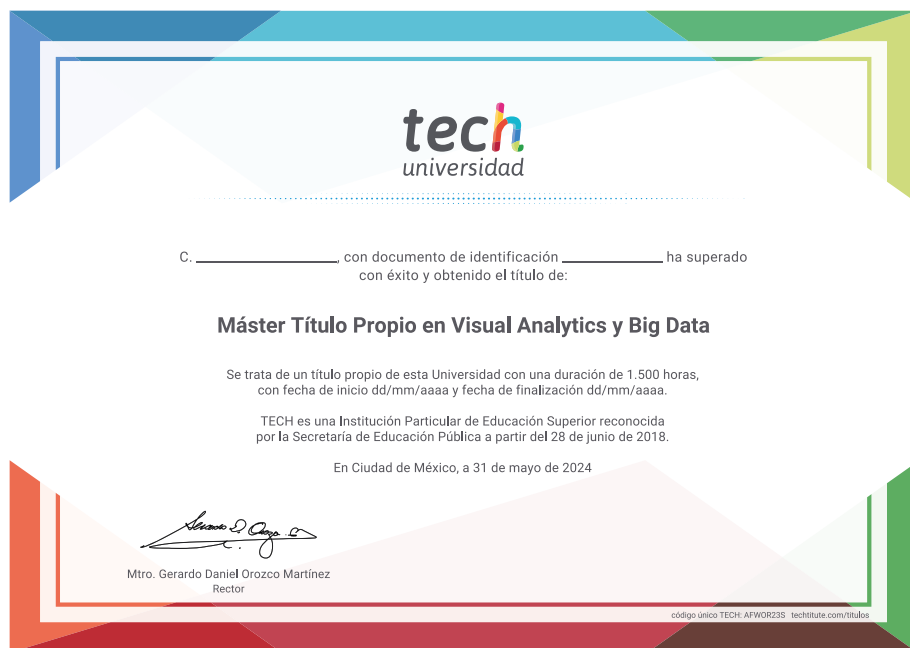 tech
universidad
C. ____________, con documento de identificación ____________ ha superado
con éxito y obtenido el título de:
Máster Título Propio en Visual Analytics y Big Data
Se trata de un título propio de esta Universidad con una duración de 1.500 horas,
con fecha de inicio dd/mm/aaaa y fecha de finalización dd/mm/aaaa.
TECH es una Institución Particular de Educación Superior reconocida
por la Secretaría de Educación Pública a partir del 28 de junio de 2018.
En Ciudad de México, a 31 de mayo de 2024
Mtro. Gerardo Daniel Orozco Martínez
Rector
código único TECH: AFWOR23S techtitute.com/titulos